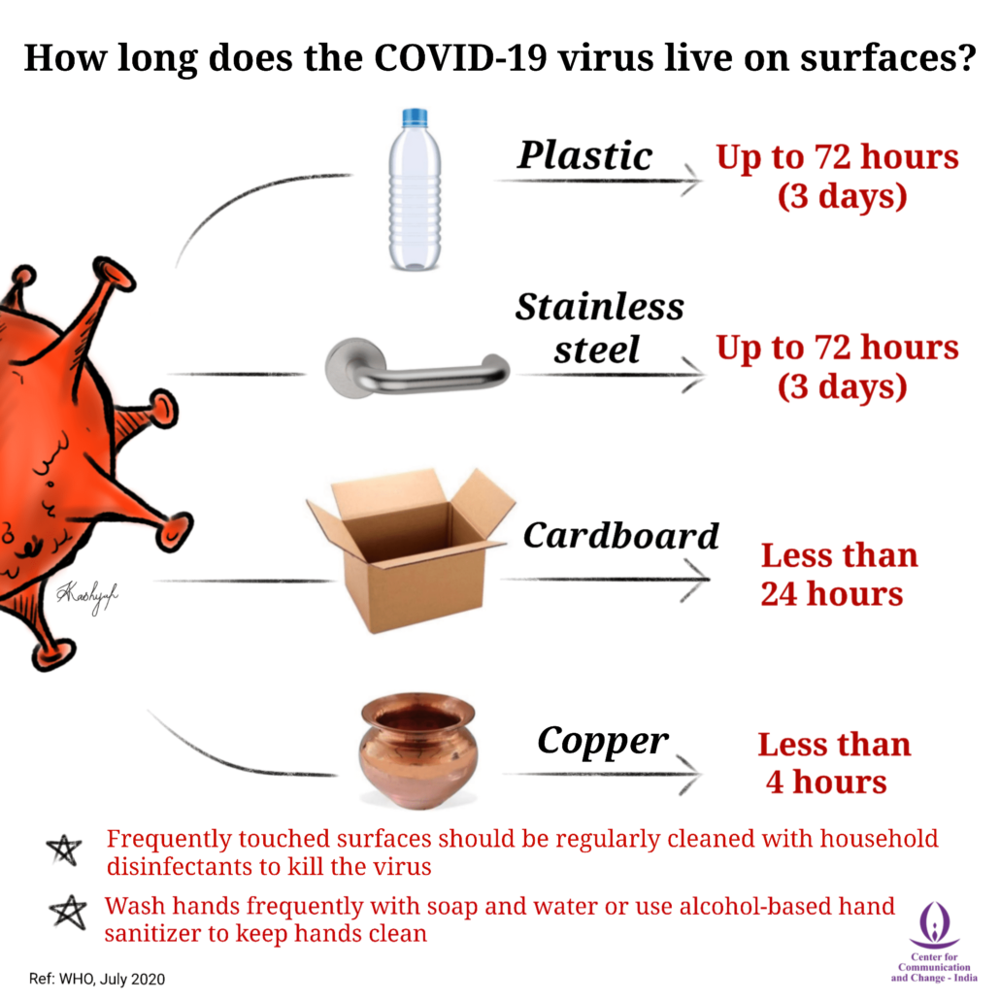 How long does the COVID-19 virus live on surfaces?
Plastic
Up to 72 hours
(3 days)
Stainless
steel
Up to 72 hours
(3 days)
Cardboard
Less than
24 hours
Copper
Less than
4 hours
Frequently touched surfaces should be regularly cleaned with household
disinfectants to kill the virus
Wash hands frequently with soap and water or use alcohol-based hand
sanitizer to keep hands clean
Ref: WHO, July 2020
Center for
Communication
and Change - India